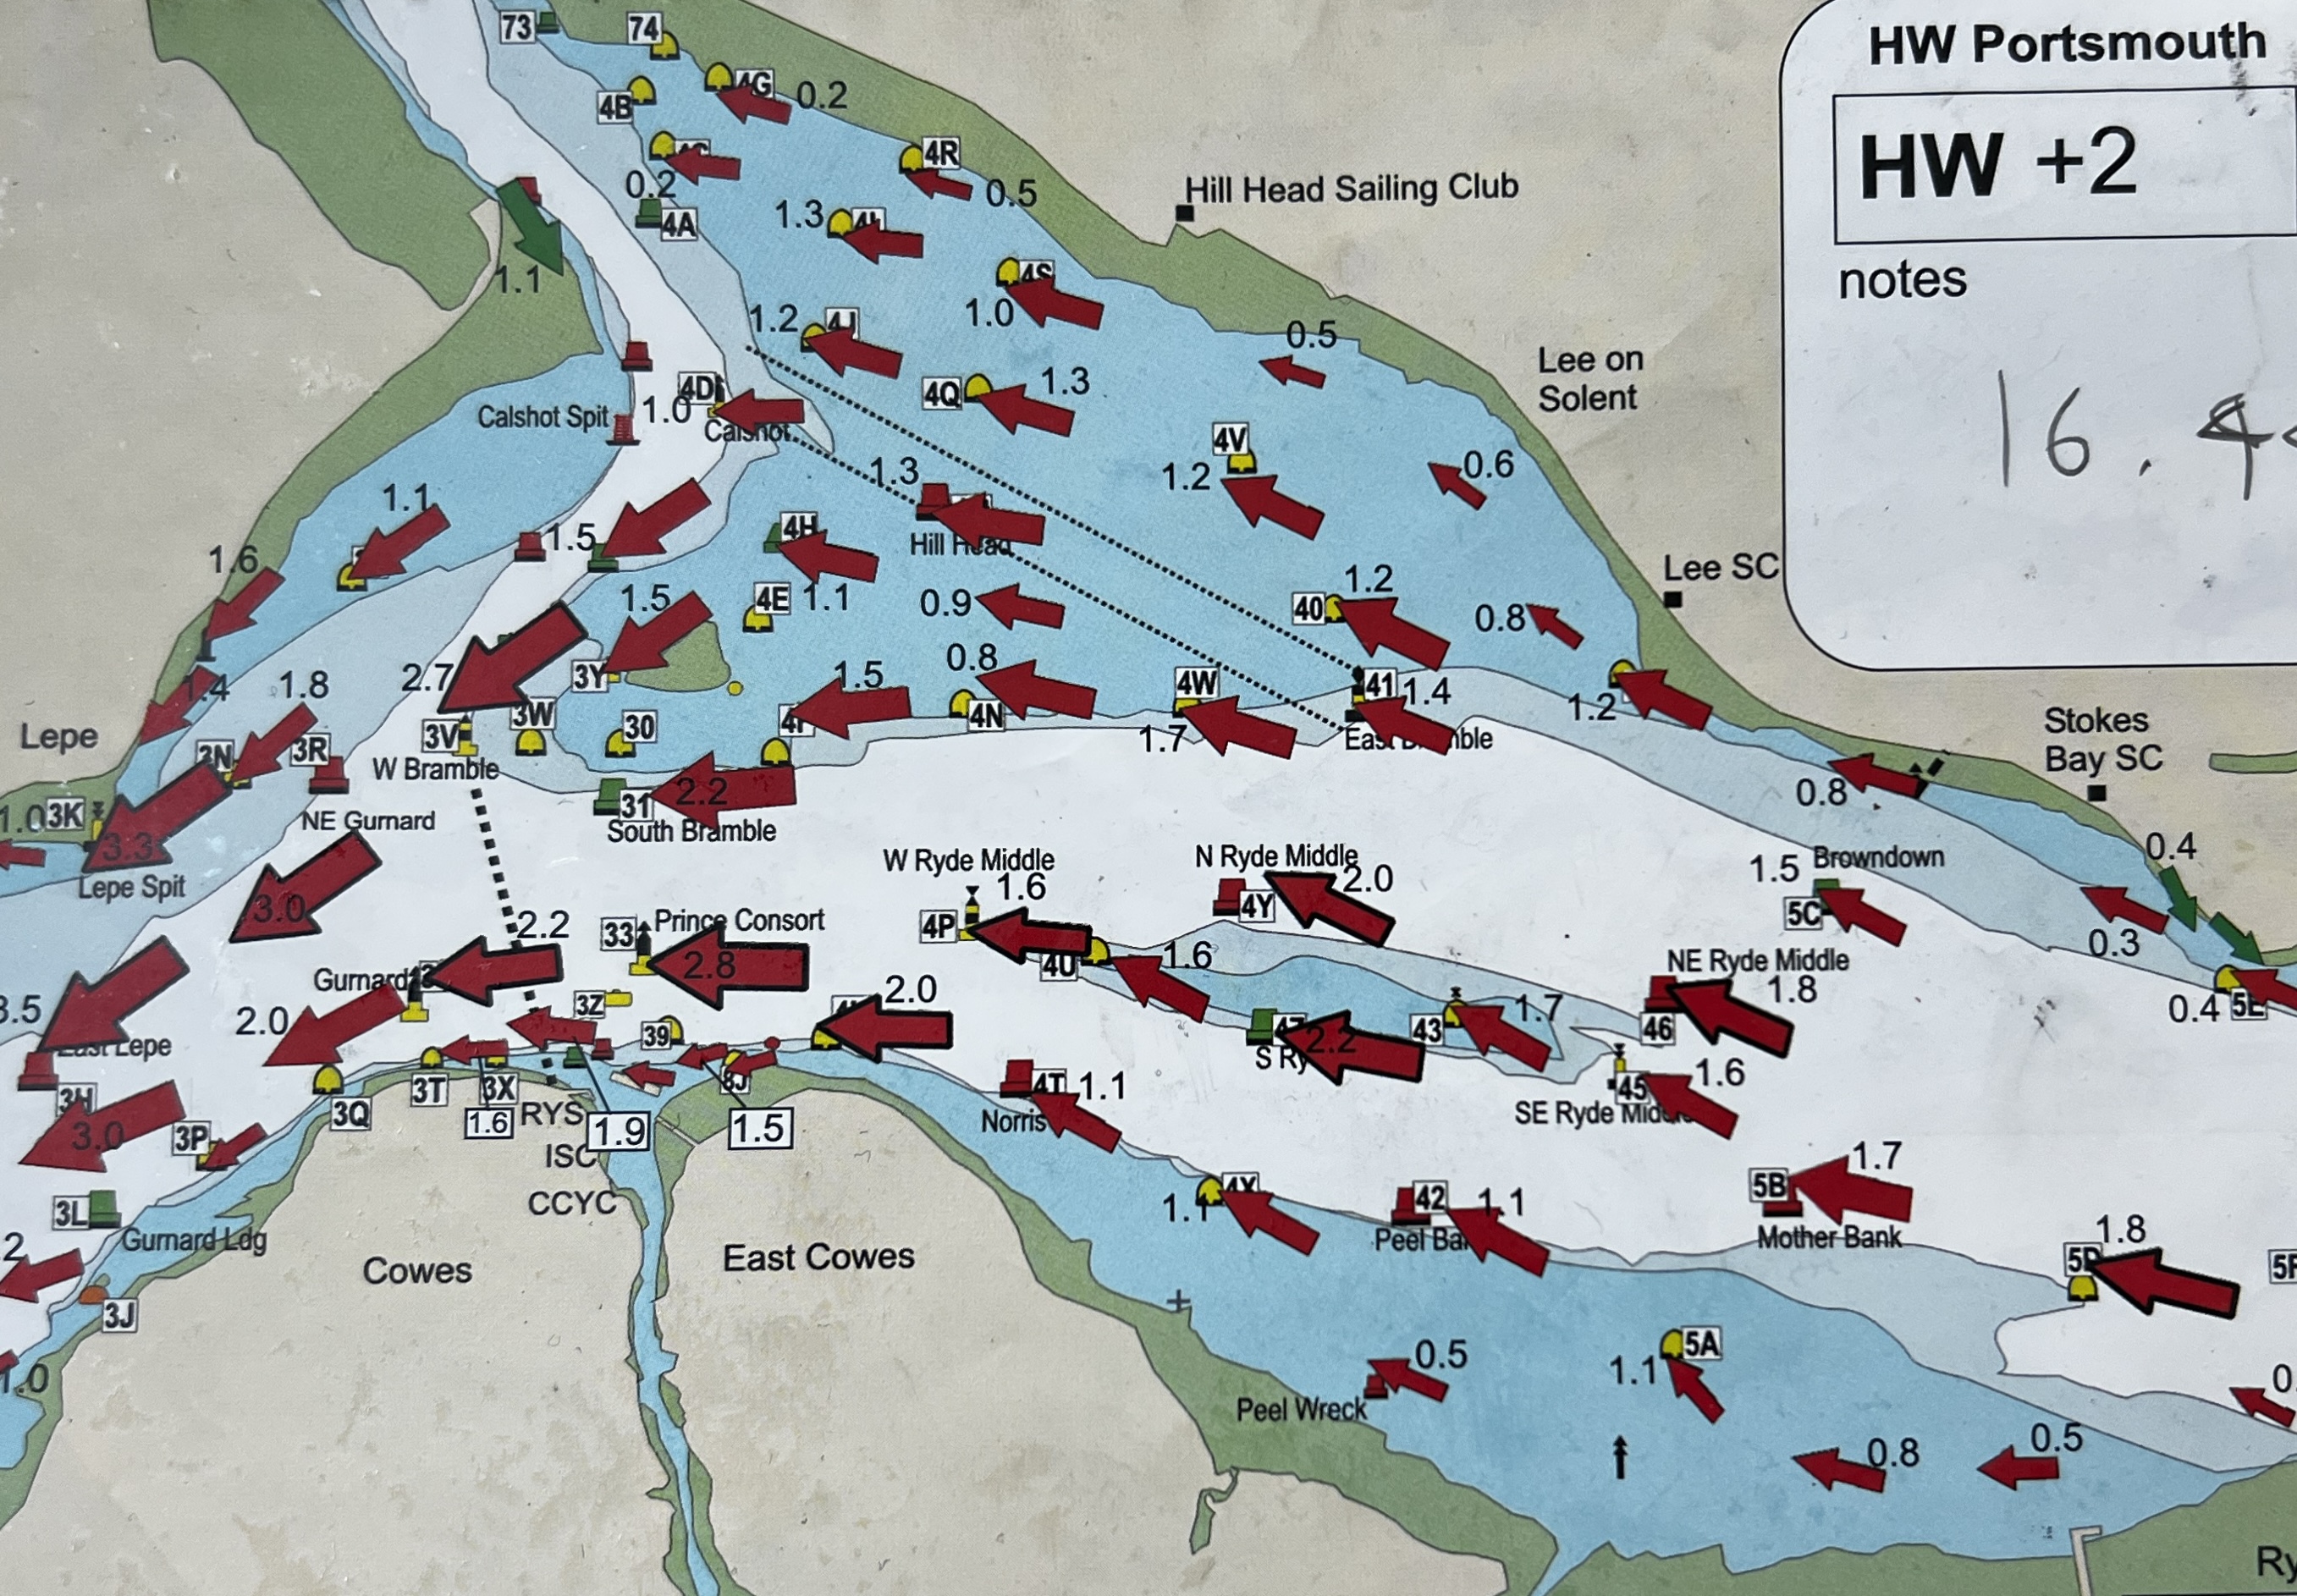 HW Portsmouth
HW +2
notes
16.4
73
74
4G
0.2
4B
0.2
4A
4R
0.5
1.3
4L
4S
1.0
1.1
Hill Head Sailing Club
0.5
Lee on
Solent
1.2
4J
4Q
1.3
4D
1.0
Calshot Spit
Calshot
4V
1.2
0.6
1.3
Hill Head
1.1
1.6
1.5
4H
4E
1.1
0.9
40
1.2
0.8
Lee SC
1.5
3Y
2.7
1.4
1.8
Lepe
3N
3R
3V
3W
W Bramble
30
1.5
0.8
4N
4W
1.7
41
1.4
East Bramble
1.2
Stokes
Bay SC
0.8
1.0
3K
3.3
Lepe Spit
NE Gurnard
31
2.2
South Bramble
3.0
W Ryde Middle
1.6
4P
N Ryde Middle
2.0
4Y
1.5
Browndown
5C
0.4
0.3
2.2
33
Prince Consort
2.8
Gurnard
4U
1.6
NE Ryde Middle
1.8
46
0.4
5E
3.5
2.0
3Z
39
2.0
47
2.2
43
1.7
East Lepe
3H
3.0
3P
3Q
3T
3X
1.6
RYS
1.9
1.5
ISC
CCYC
4T
1.1
Norris
45
1.6
SE Ryde Middle
3L
Gurnard Ldg
2
3J
Cowes
East Cowes
4X
1.1
42
1.1
Peel Bank
5B
1.7
Mother Bank
5D
1.8
1.0
0.5
Peel Wreck
5A
1.1
0.8
0.5
0.
Ry